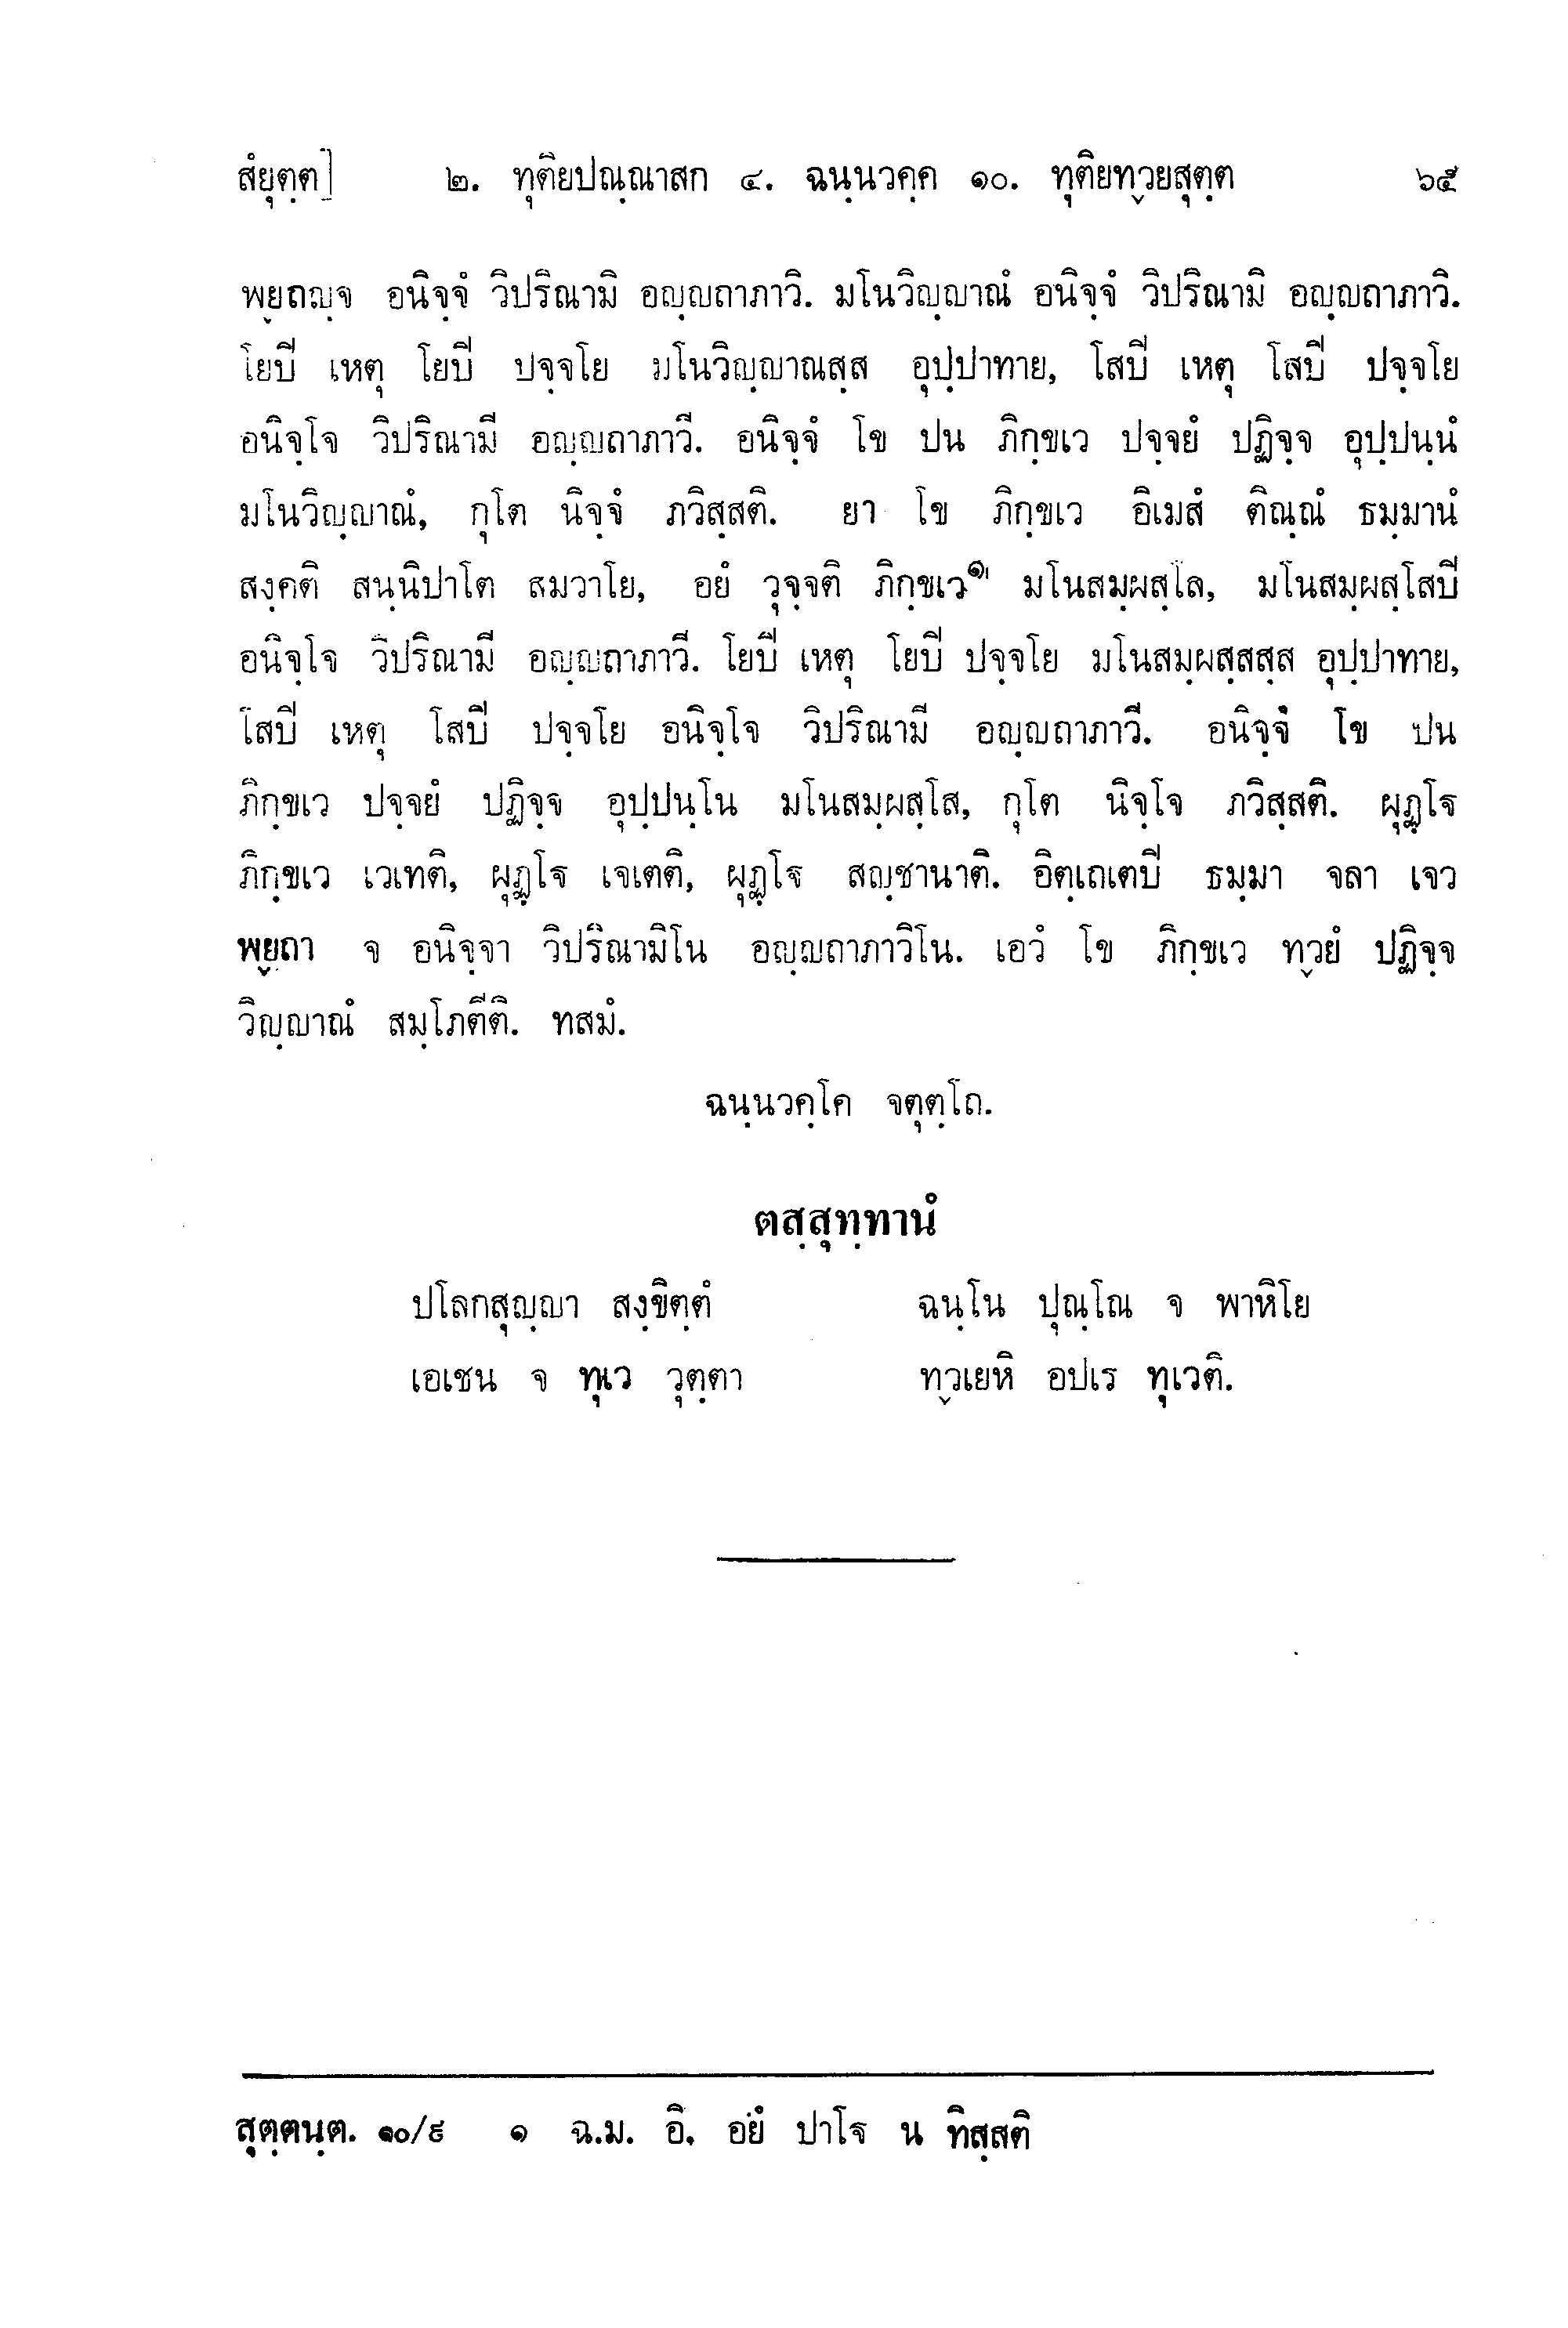 สํยุตฺต] ๒. ทุติยปณฺณาสก ๔. ฉนฺนวคฺค ๑๐. ทุติยทฺวยสุตฺต ๖๕
พฺยถญฺจ อนิจฺจํ วิปริณามิ อญฺญถาภาวิ. มโนวิญฺญาณํ อนิจฺจํ วิปริณามิ อญฺญถาภาวิ.
โยปิ เหตุ โยปิ ปจฺจโย มโนวิญฺญาณสฺส อุปฺปาทาย, โสปิ เหตุ โสปิ ปจฺจโย
อนิจฺโจ วิปริณามี อญฺญถาภาวี. อนิจฺจํ โข ปน ภิกฺขเว ปจฺจยํ ปฏิจฺจ อุปฺปนฺนํ
มโนวิญฺญาณํ, กุโต นิจฺจํ ภวิสฺสติ. ยา โข ภิกฺขเว อิเมสํ ติณฺณํ ธมฺมานํ
สงฺคติ สนฺนิปาโต สมวาโย, อยํ วุจฺจติ ภิกฺขเว๑ มโนสมฺผสฺโส, มโนสมฺผสฺโสปิ
อนิจฺโจ วิปริณามี อญฺญถาภาวี. โยปิ เหตุ โยปิ ปจฺจโย มโนสมฺผสฺสสฺส อุปฺปาทาย,
โสปิ เหตุ โสปิ ปจฺจโย อนิจฺโจ วิปริณามี อญฺญถาภาวี. อนิจฺจํ โข ปน
ภิกฺขเว ปจฺจยํ ปฏิจฺจ อุปฺปนฺโน มโนสมฺผสฺโส, กุโต นิจฺโจ ภวิสฺสติ. ผุฏฺโฐ
ภิกฺขเว เวเทติ, ผุฏฺโฐ เจเตติ, ผุฏฺโฐ สญฺชานาติ. อิตฺเถเตปิ ธมฺมา จลา เจว
พฺยถา จ อนิจฺจา วิปริณามิโน อญฺญถาภาวิโน. เอวํ โข ภิกฺขเว ทฺวยํ ปฏิจฺจ
วิญฺญาณํ สมฺโภตีติ. ทสมํ.
ฉนฺนวคฺโค จตุตฺโถ.
ตสฺสุทฺทานํ
ปโลกสุญฺญา สงฺขิตฺตํ ฉนฺโน ปุณฺโณ จ พาหิโย
เอเชน จ ทุเว วุตฺตา ทฺวเยหิ อปเร ทุเวติ.
สุตฺตนฺต. ๑๐/๙ ๑ ฉ.ม. อิ. อยํ ปาโฐ น ทิสฺสติ